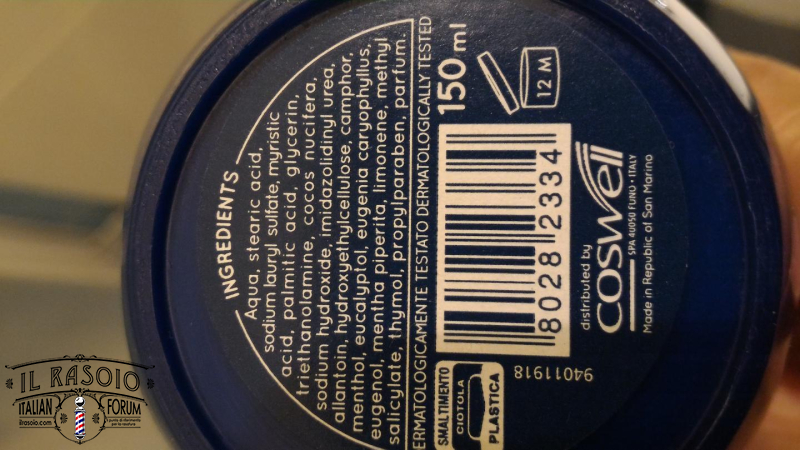 INGREDIENTS
Aqua, stearic acid,
sodium lauryl sulfate, myristic
acid, palmitic acid, glycerin,
triethanolamine, cocos nucifera,
sodium hydroxide, imidazolidinyl urea,
allantoin, hydroxyethylcellulose, camphor,
menthol, eucalyptol, eugenia caryophyllus,
eugenol, mentha piperita, limonene, methyl
salicylate, thymol, propylparaben, parfum.
DERMATOLOGICAMENTE TESTATO DERMATOLOGICALLY TESTED
150 ml
12 M
8028 2334
distributed by
coswell
SPA 40050 FUNO - ITALY
Made in Republic of San Marino
SMALTIMENTO
CIOTOLA
PLASTICA
94011918
IL RASOIO
ITALIAN FORUM
ilrasoio.com